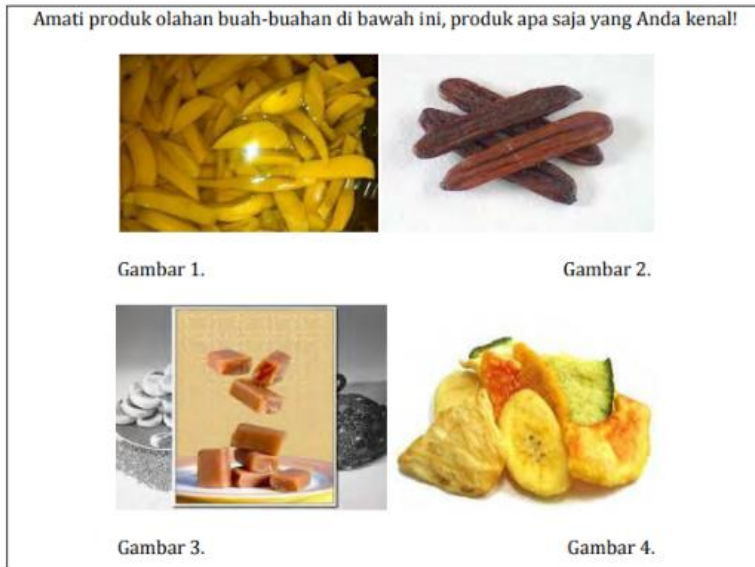 Amati produk olahan buah-buahan di bawah ini, produk apa saja yang Anda kenal!
Gambar 1.
Gambar 2.
Gambar 3.
Gambar 4.